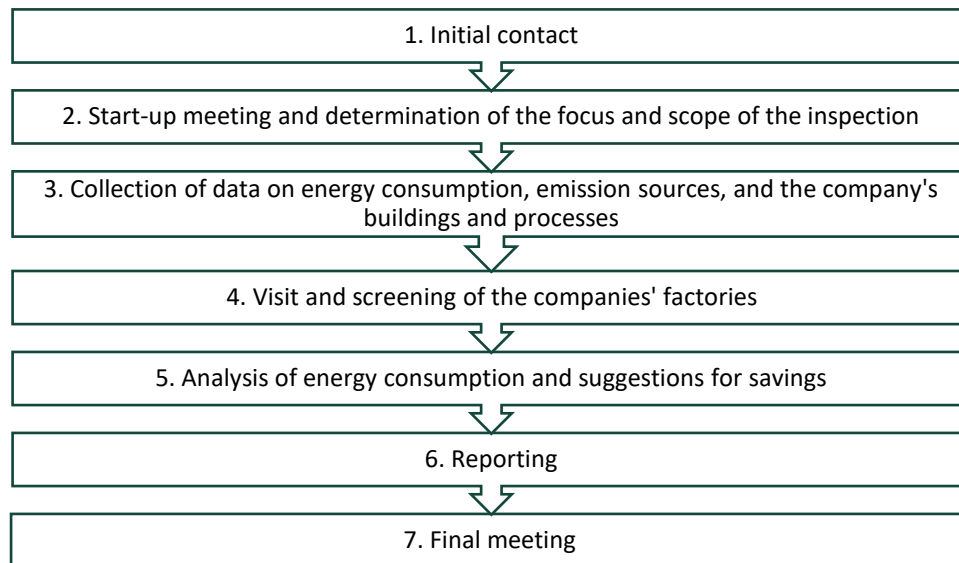 1. Initial contact
2. Start-up meeting and determination of the focus and scope of the inspection
3. Collection of data on energy consumption, emission sources, and the company's
buildings and processes
4. Visit and screening of the companies' factories
5. Analysis of energy consumption and suggestions for savings
6. Reporting
7. Final meeting